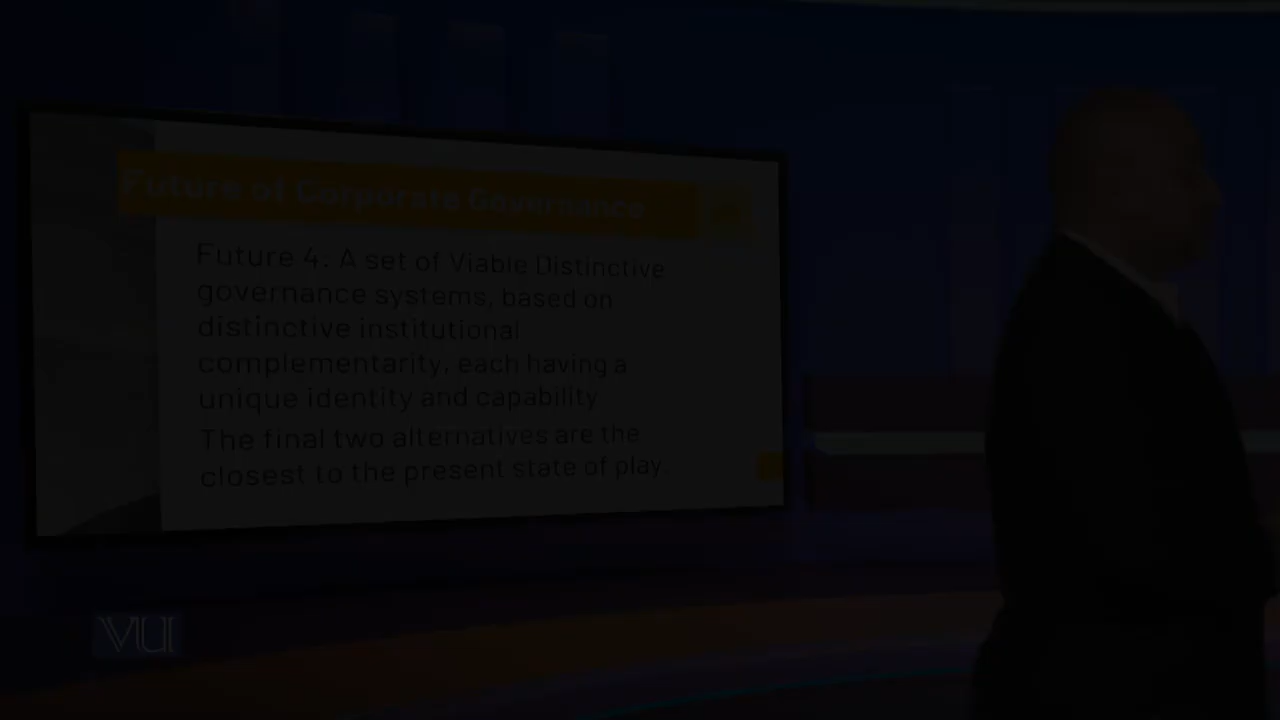 Future of Corporate Governance
Future 4. A set of Viable Distinctive
governance systems, based on
distinctive institutional
complementarity, each having a
unique identity and capability
The final two alternatives are the
closest to the present state of play.
VU